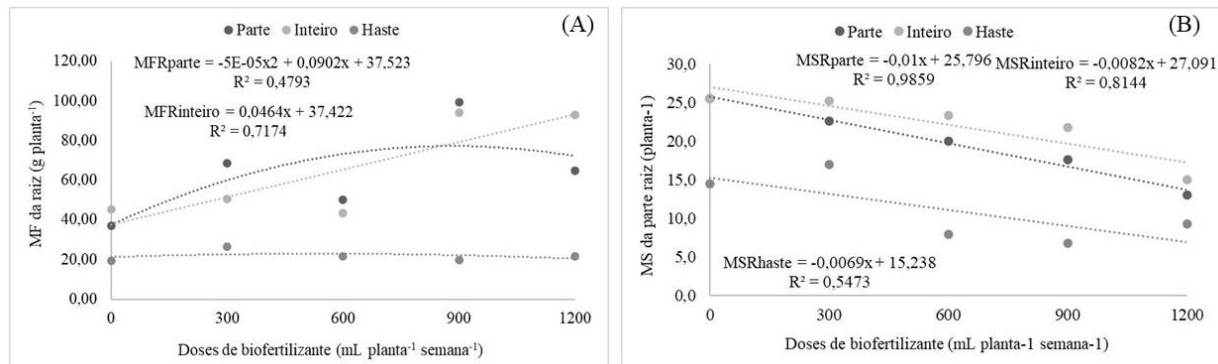 (A)
Parte Inteiro Haste
MFRparte = -5E-05x2 + 0,0902x + 37,523
R² = 0,4793
MFRinteiro = 0,0464x + 37,422
R² = 0,7174
120,00
100,00
80,00
60,00
40,00
20,00
0,00
MF da raiz (g planta⁻¹)
0 300 600 900 1200
Doses de biofertilizante (mL planta⁻¹ semana⁻¹)
(B)
Parte Inteiro Haste
MSRparte = -0,01x + 25,796
R² = 0,9859
MSRinteiro = -0,0082x + 27,091
R² = 0,8144
MSRhaste = -0,0069x + 15,238
R² = 0,5473
30,0
25,0
20,0
15,0
10,0
5,0
0,0
MS da parte raiz (planta-1)
0 300 600 900 1200
Doses de biofertilizante (mL planta-1 semana-1)